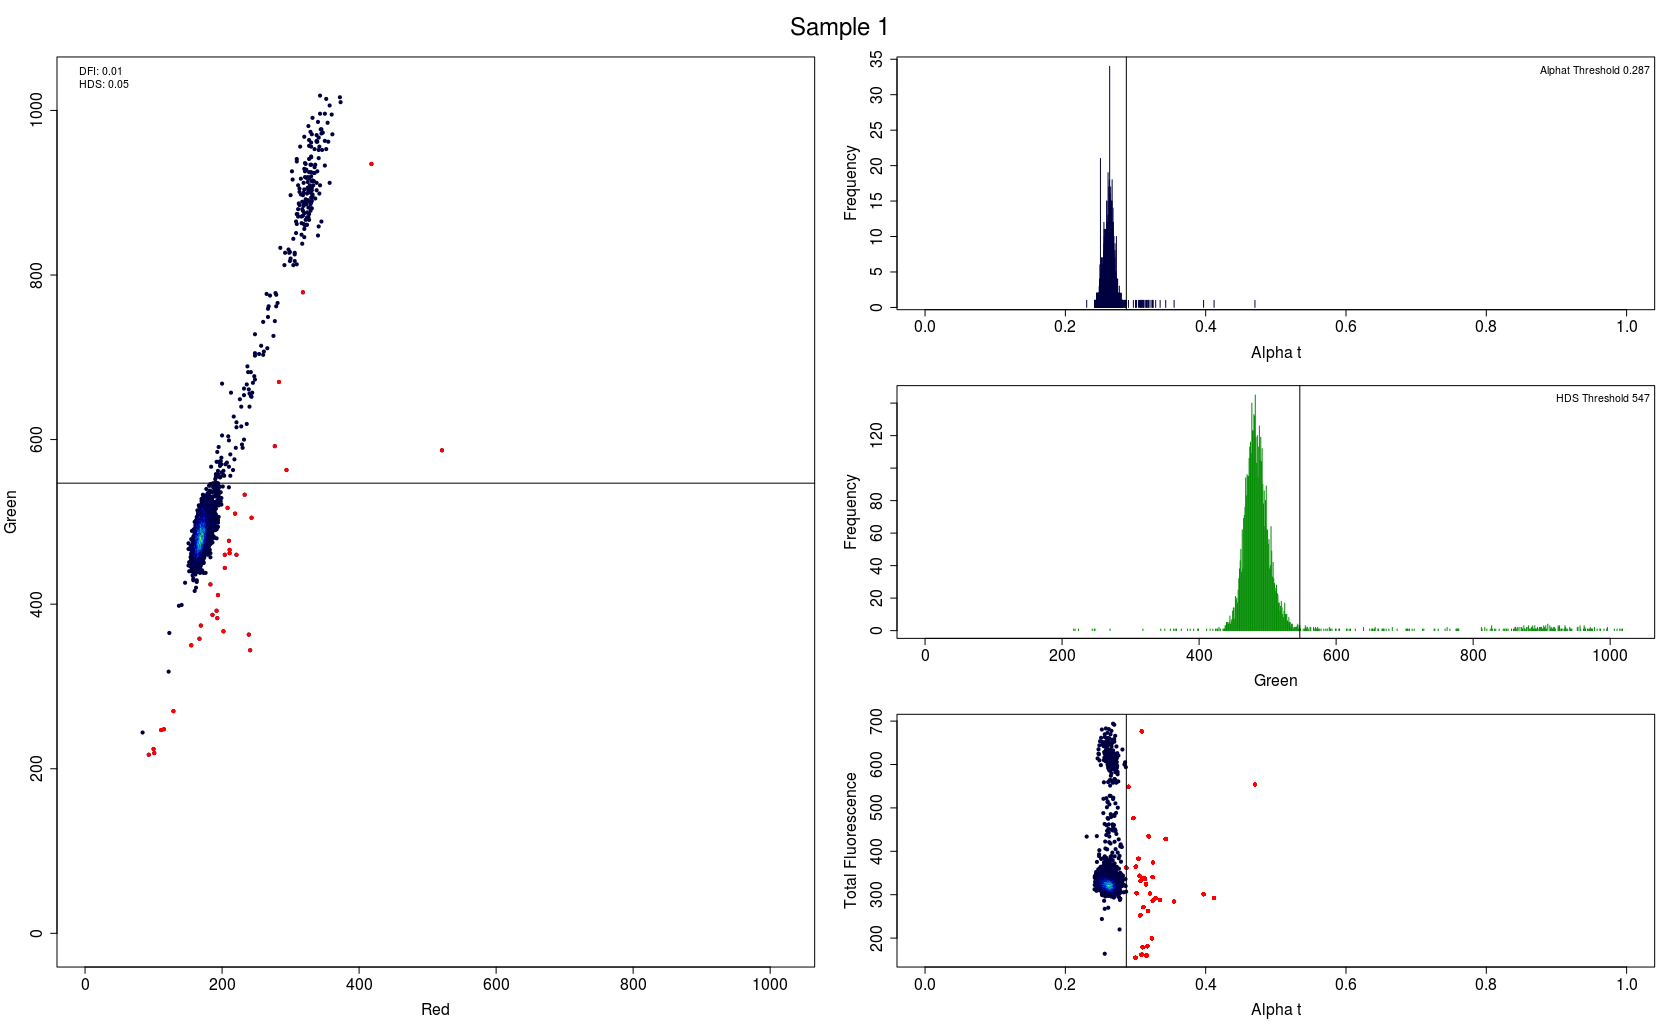 Sample 1
DFI: 0.01
HDS: 0.05
Green
0 200 400 600 800 1000
0 200 400 600 800 1000
Red
Alphat Threshold 0.287
Frequency
0 5 10 15 20 25 30 35
0.0 0.2 0.4 0.6 0.8 1.0
Alpha t
HDS Threshold 547
Frequency
0 20 40 60 80 120
0 200 400 600 800 1000
Green
Total Fluorescence
200 300 400 500 600 700
0.0 0.2 0.4 0.6 0.8 1.0
Alpha t